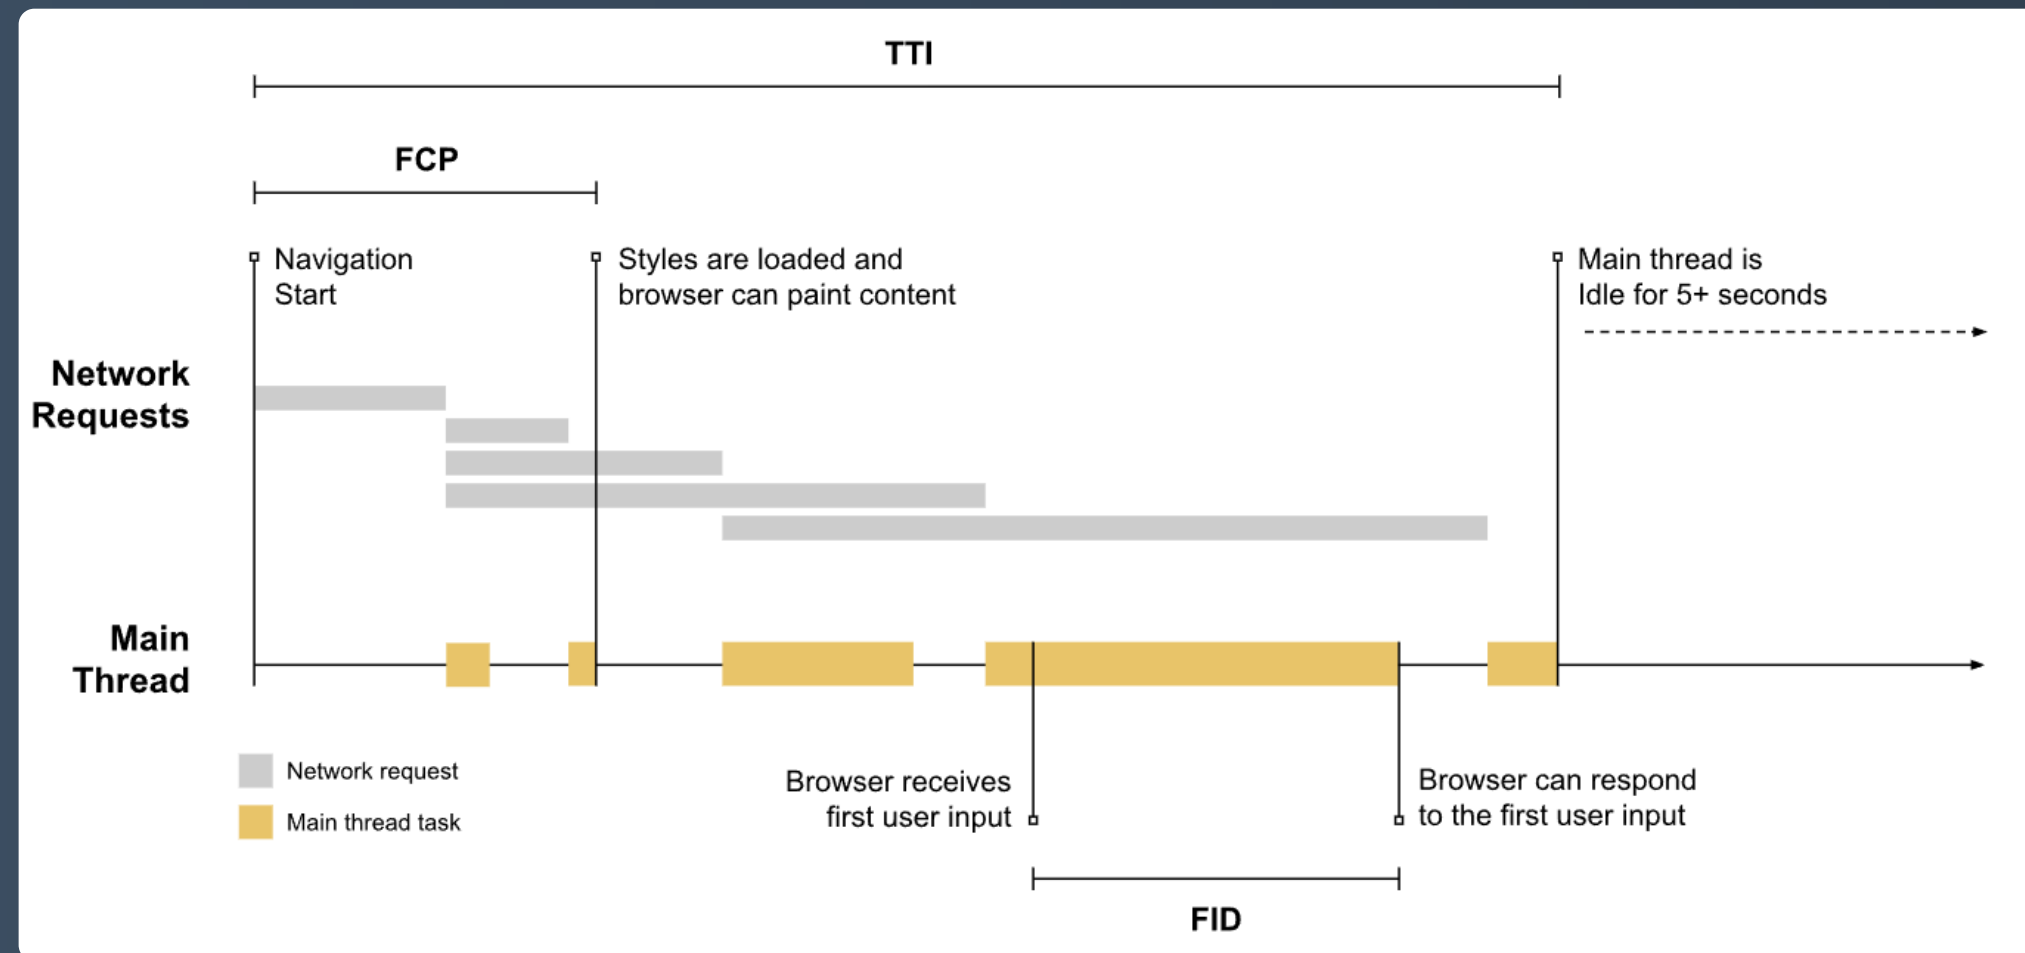 TTI
FCP
Navigation
Start
Styles are loaded and
browser can paint content
Main thread is
Idle for 5+ seconds
Network
Requests
Main
Thread
Network request
Main thread task
Browser receives
first user input
Browser can respond
to the first user input
FID